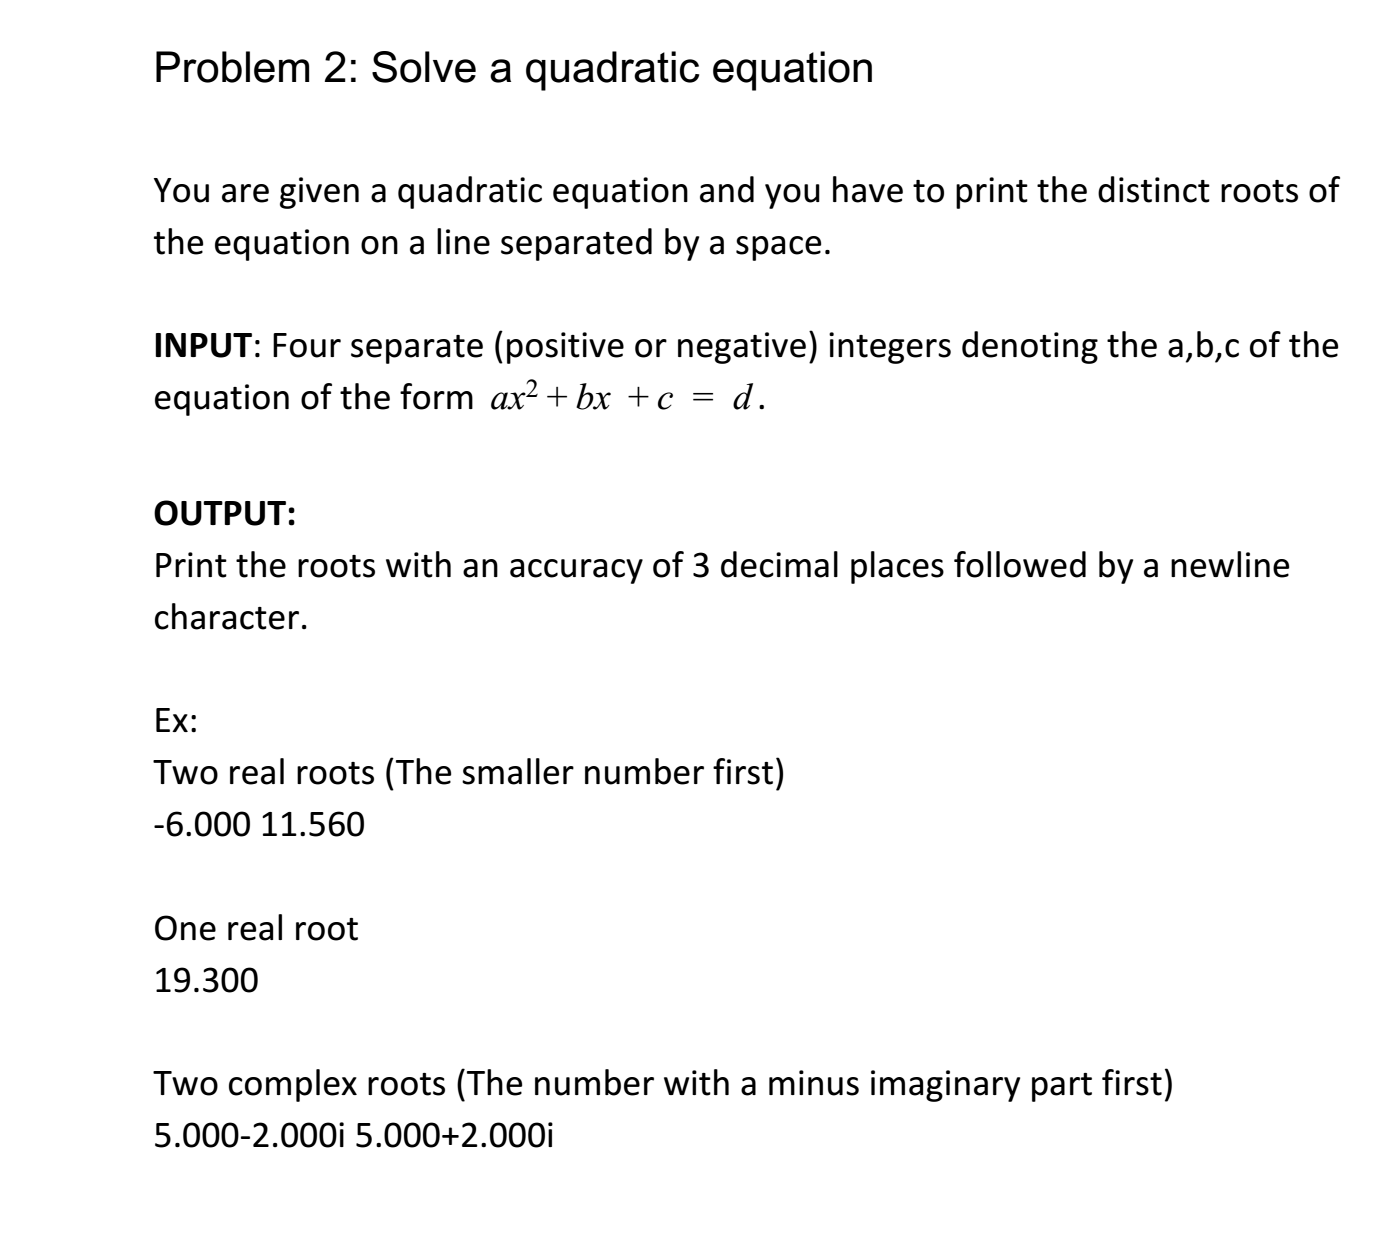 Problem 2: Solve a quadratic equation
You are given a quadratic equation and you have to print the distinct roots of
the equation on a line separated by a space.
INPUT: Four separate (positive or negative) integers denoting the a,b,c of the
equation of the form ax² + bx + c = d.
OUTPUT:
Print the roots with an accuracy of 3 decimal places followed by a newline
character.
Ex:
Two real roots (The smaller number first)
-6.000 11.560
One real root
19.300
Two complex roots (The number with a minus imaginary part first)
5.000-2.000i 5.000+2.000i